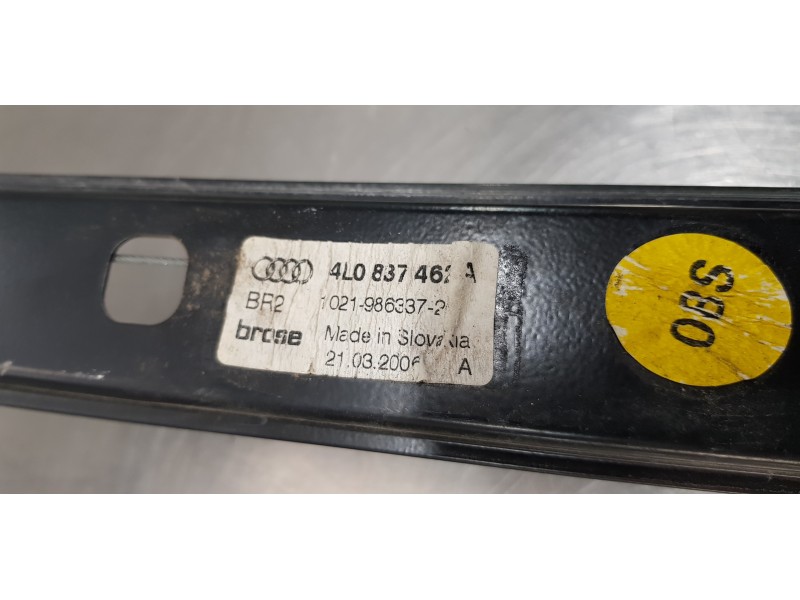 4L0 837 462 A
BR2 1021-986337-2
brose Made in Slovakia
21.03.2006 A
OBS